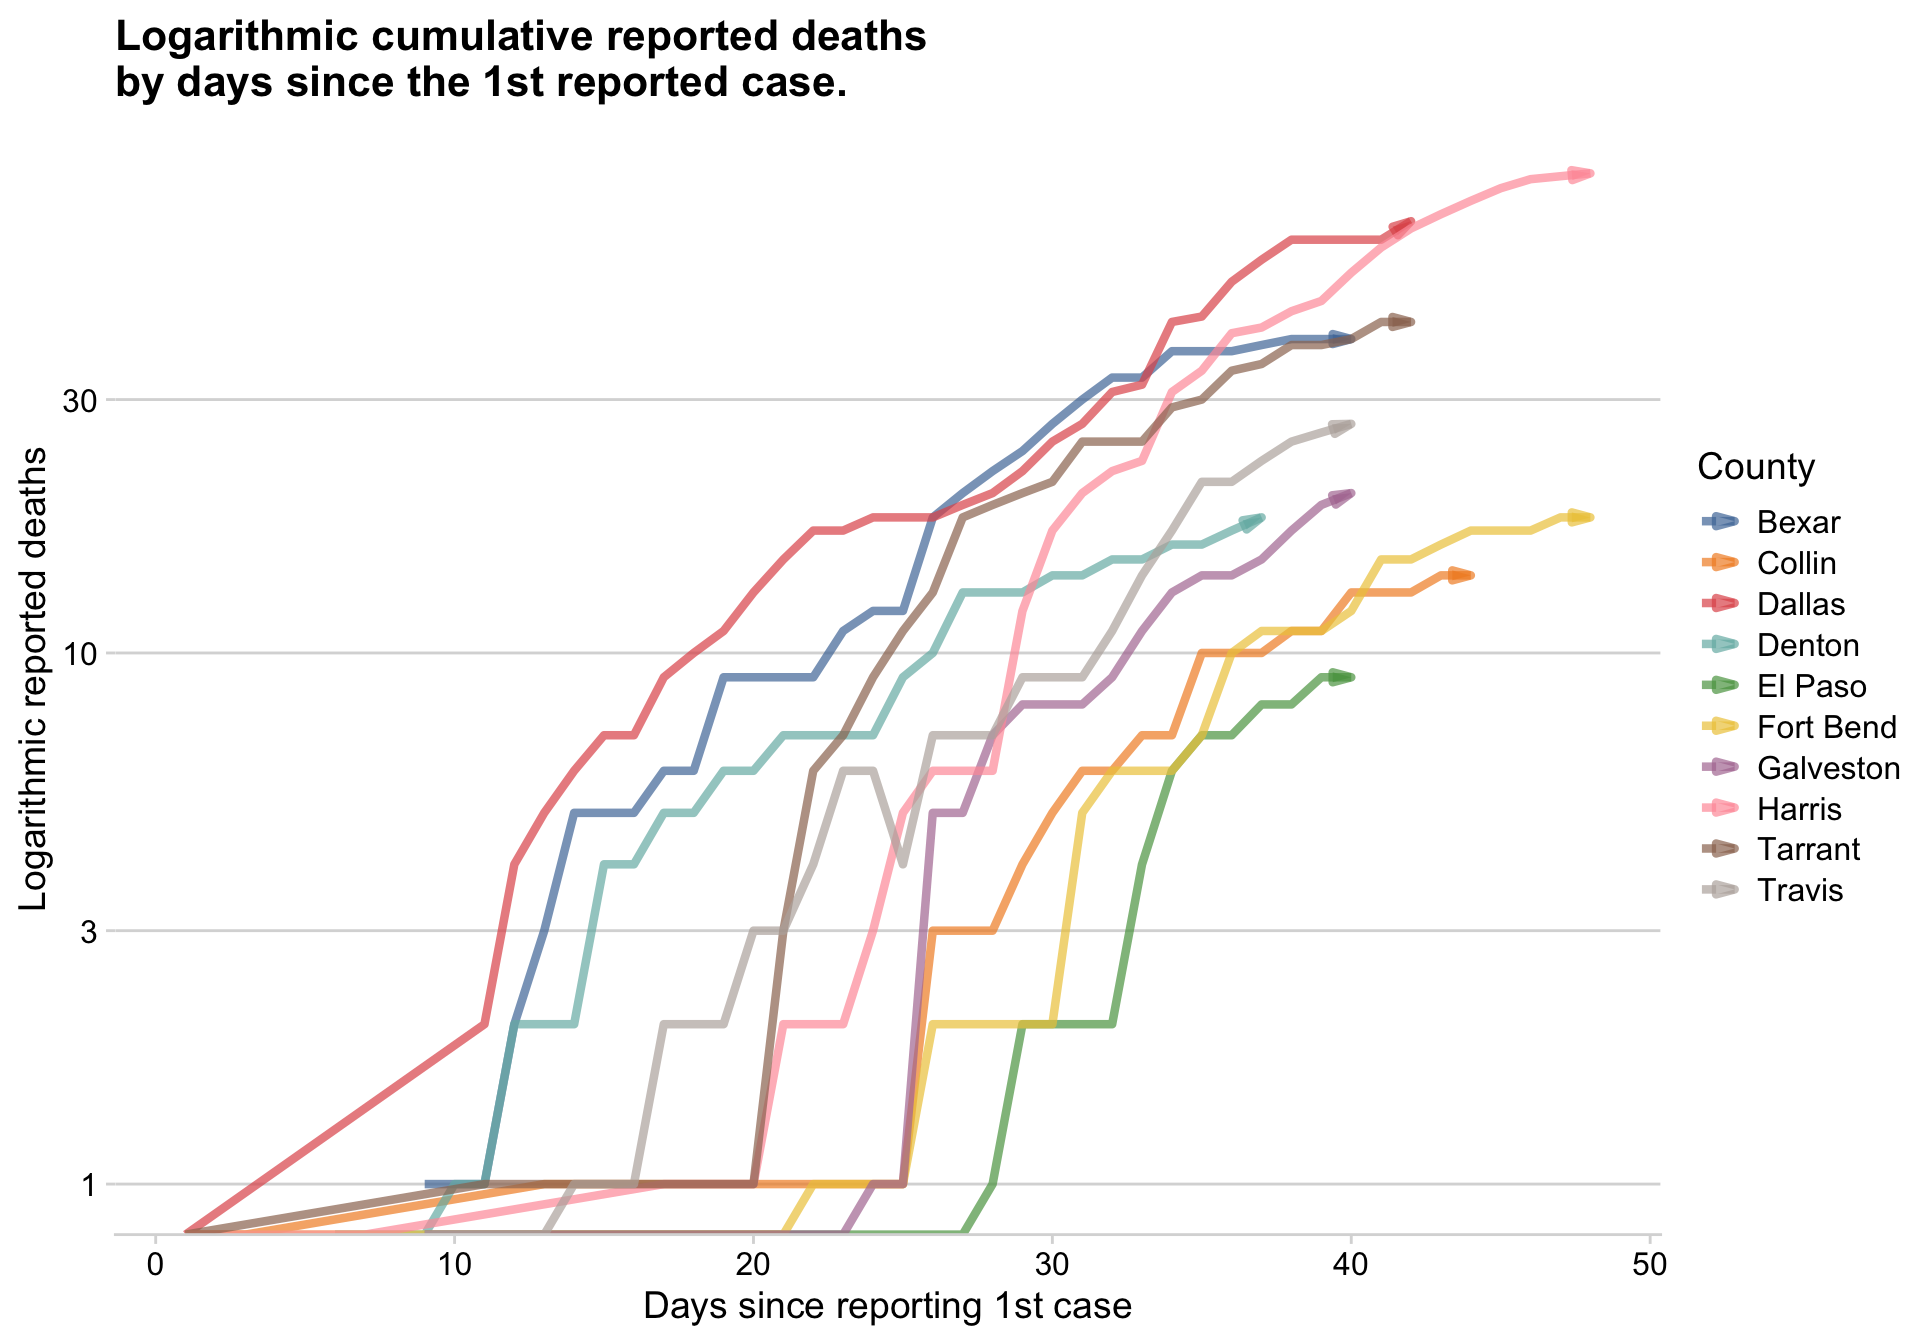 Logarithmic cumulative reported deaths
by days since the 1st reported case.
Logarithmic reported deaths
30
10
3
1
0
10
20
30
40
50
Days since reporting 1st case
County
Bexar
Collin
Dallas
Denton
El Paso
Fort Bend
Galveston
Harris
Tarrant
Travis